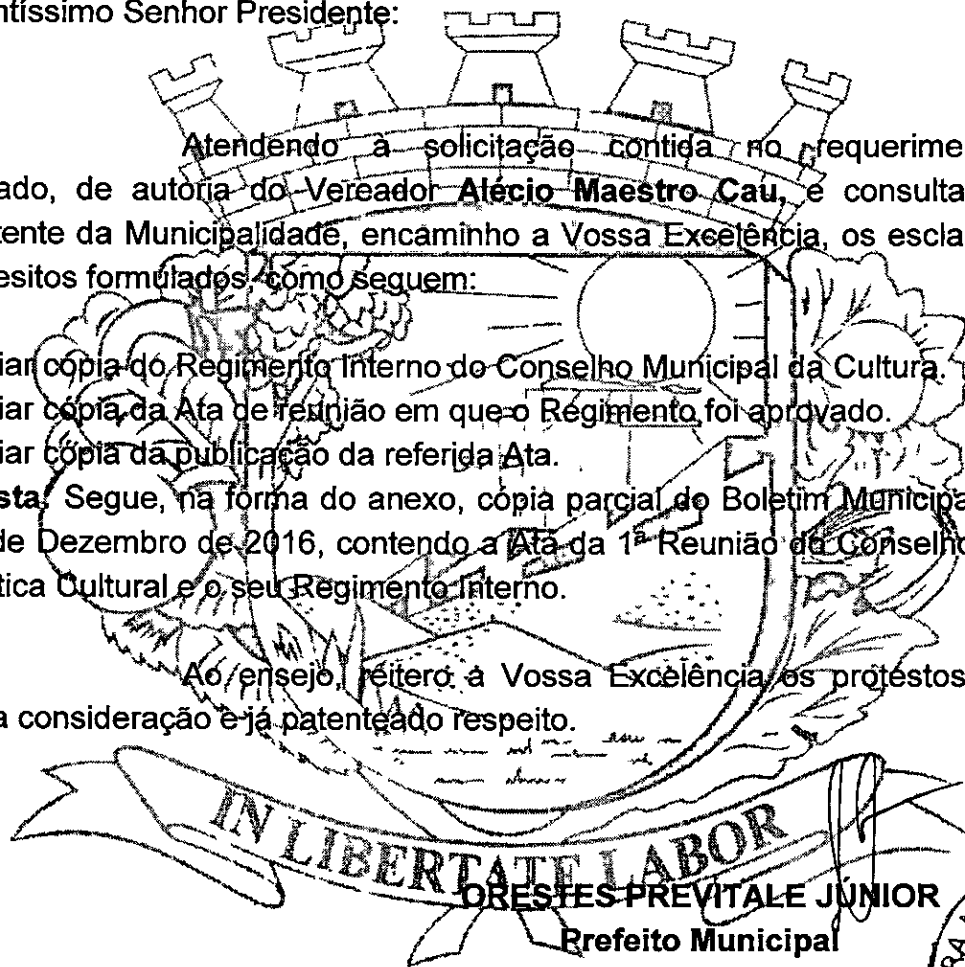 ntíssimo Senhor Presidente:
Atendendo à solicitação contida no requerime
ado, de autoria do Vereador Alécio Maestro Cau, e consulta
tente da Municipalidade, encaminho a Vossa Excelência, os escla
esitos formulados, como seguem:
iar cópia do Regimento Interno do Conselho Municipal da Cultura.
iar cópia da Ata de reunião em que o Regimento foi aprovado.
iar cópia da publicação da referida Ata.
sta: Segue, na forma do anexo, cópia parcial do Boletim Municipa
de Dezembro de 2016, contendo a Ata da 1ª Reunião do Conselho
tica Cultural e o seu Regimento Interno.
Ao ensejo, reitero a Vossa Excelência os protestos
a consideração e já patenteado respeito.
IN LIBERTATE LABOR
ORESTES PREVITALE JÚNIOR
Prefeito Municipal